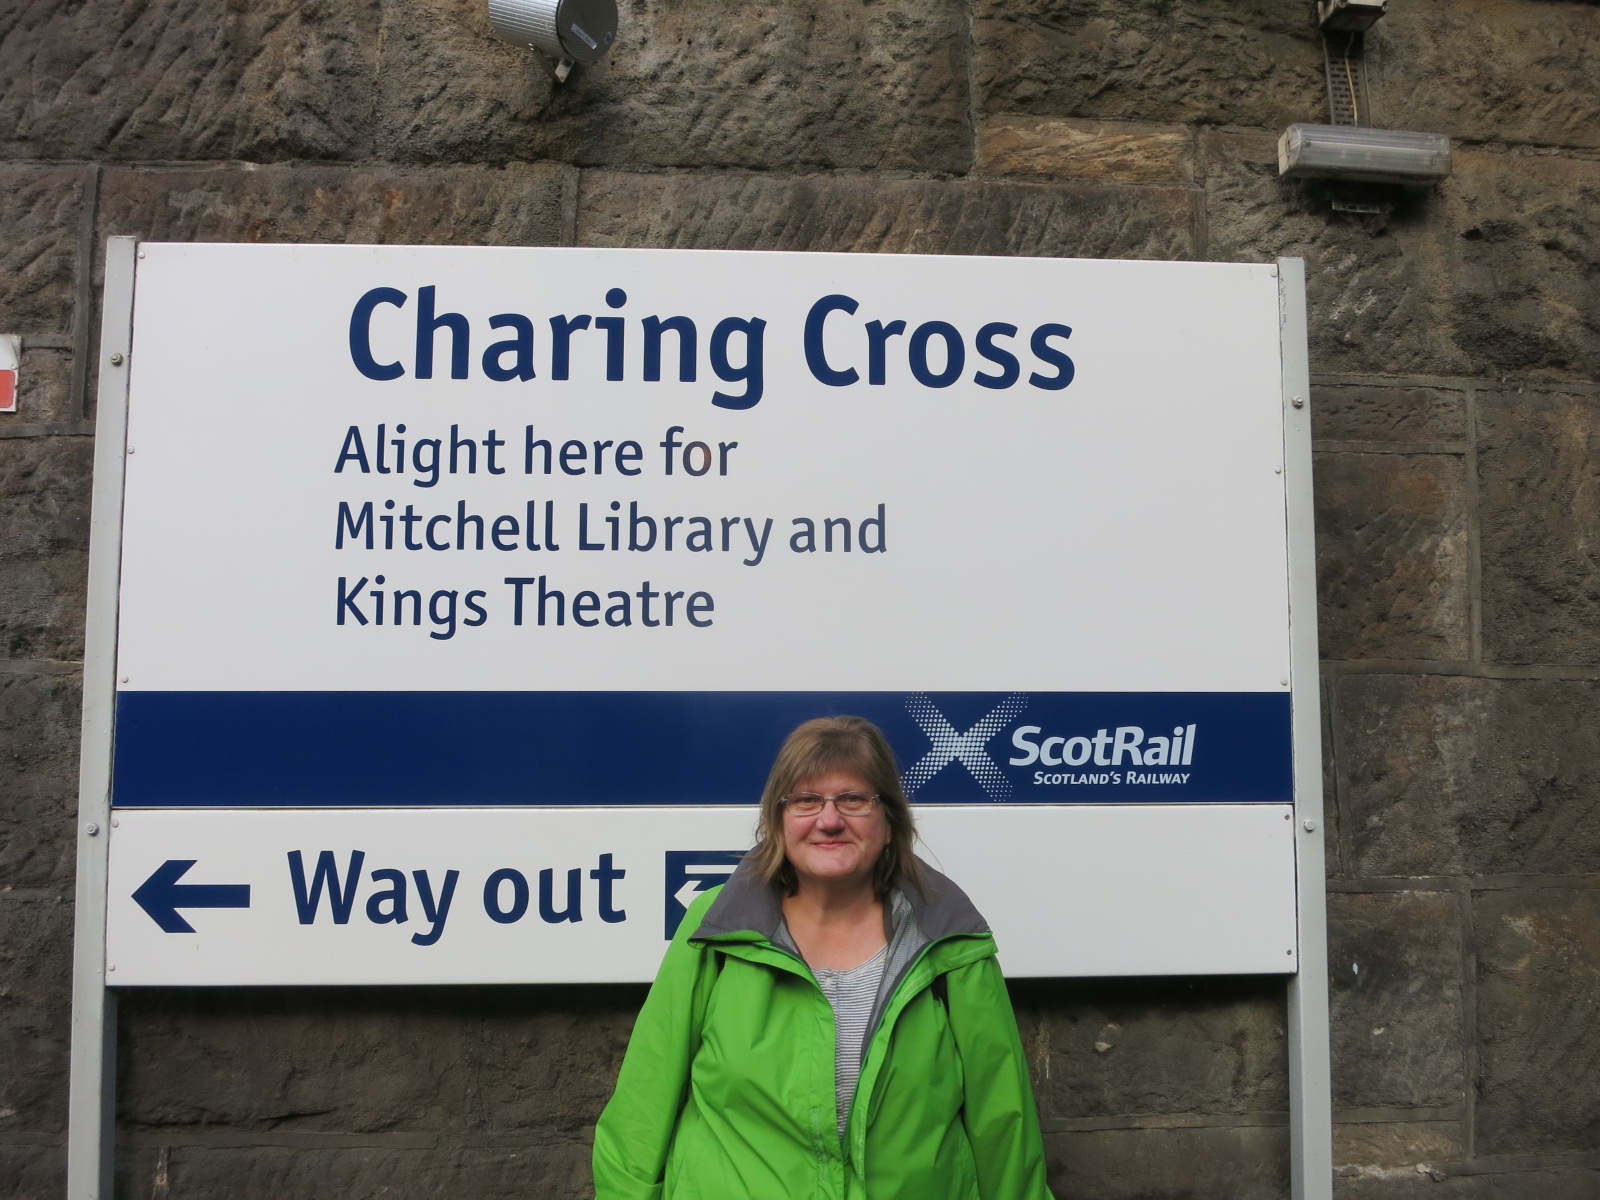 Charing Cross
Alight here for
Mitchell Library and
Kings Theatre
ScotRail
SCOTLAND'S RAILWAY
Way out